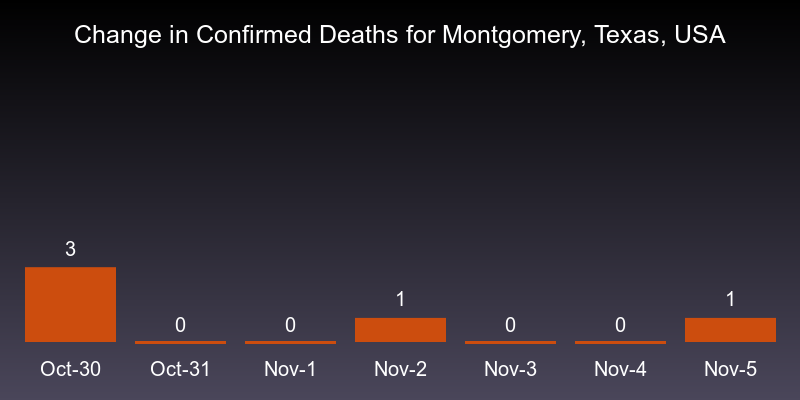 Change in Confirmed Deaths for Montgomery, Texas, USA
3
0
0
1
0
0
1
Oct-30
Oct-31
Nov-1
Nov-2
Nov-3
Nov-4
Nov-5